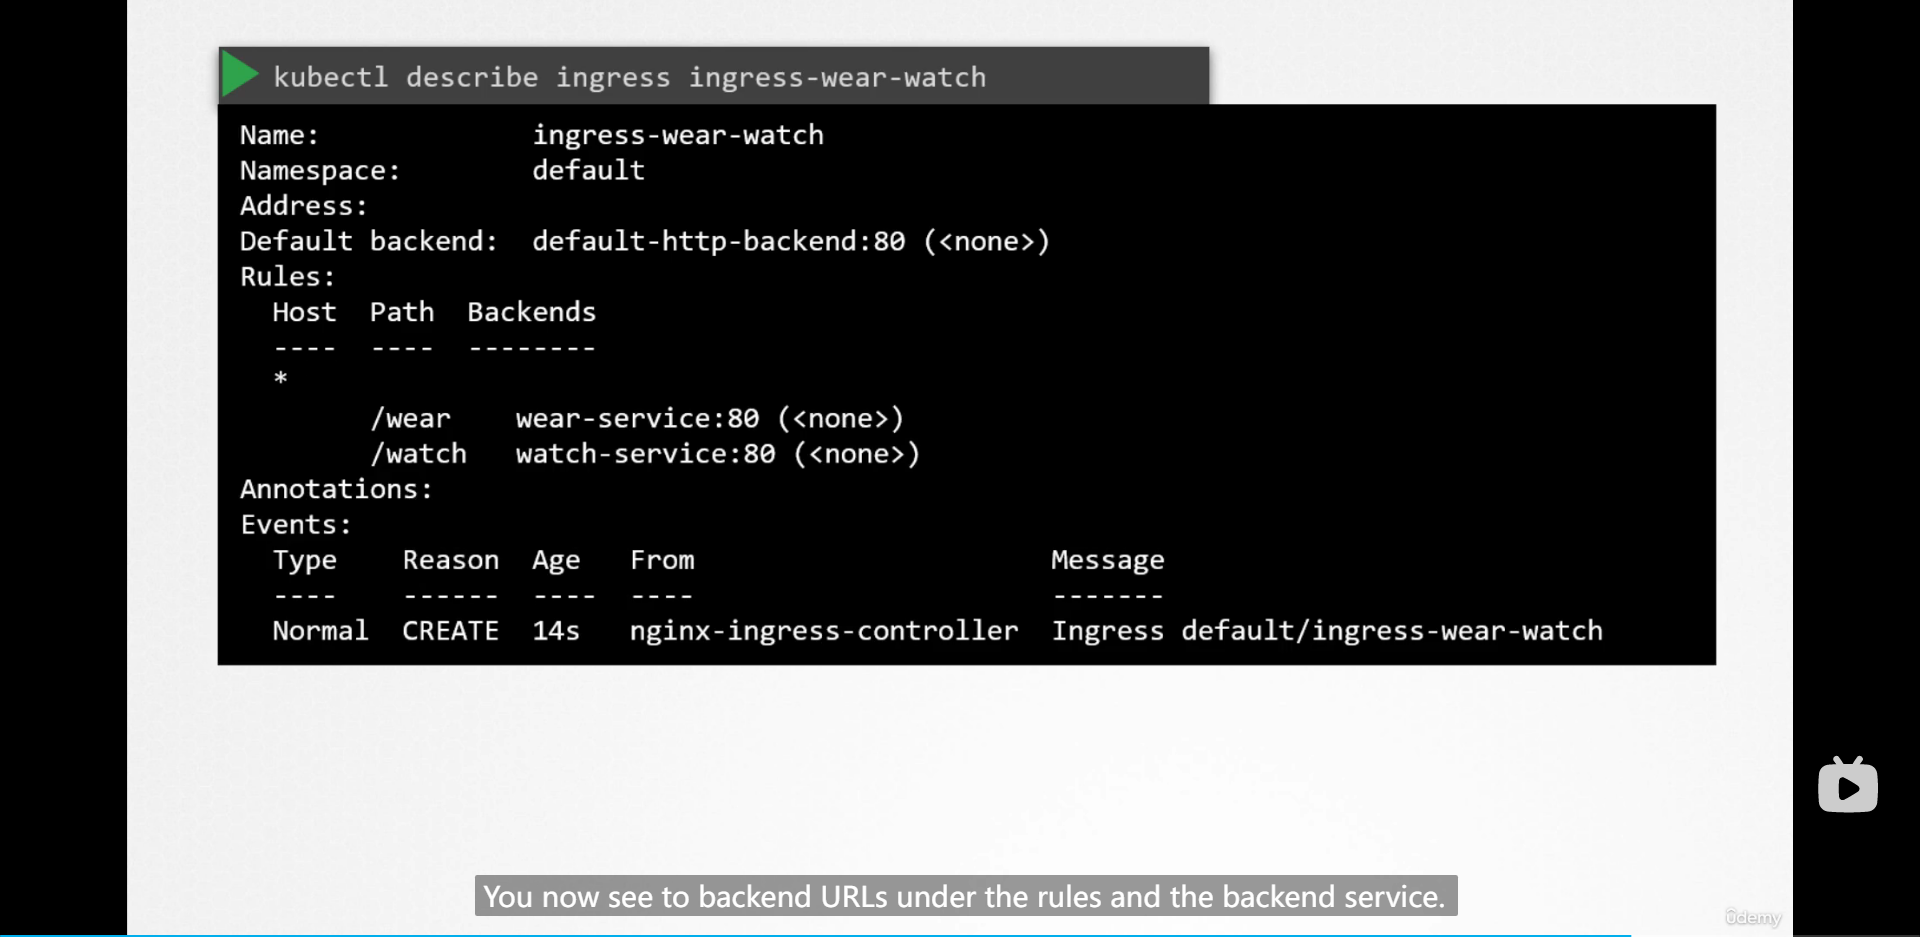 kubectl describe ingress ingress-wear-watch
Name: ingress-wear-watch
Namespace: default
Address:
Default backend: default-http-backend:80 (<none>)
Rules:
Host Path Backends
---- ---- --------
*
/wear wear-service:80 (<none>)
/watch watch-service:80 (<none>)
Annotations:
Events:
Type Reason Age From Message
---- ------ ---- ---- -------
Normal CREATE 14s nginx-ingress-controller Ingress default/ingress-wear-watch
You now see to backend URLs under the rules and the backend service.
ûdemy